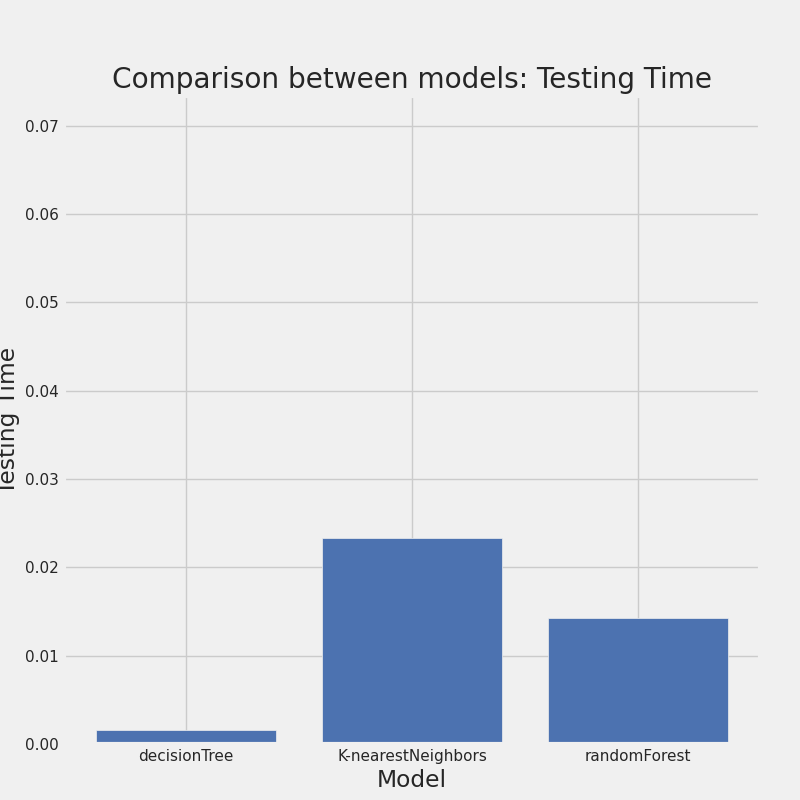 Comparison between models: Testing Time
0.07
0.06
0.05
0.04
0.03
0.02
0.01
0.00
Testing Time
decisionTree K-nearestNeighbors randomForest
Model